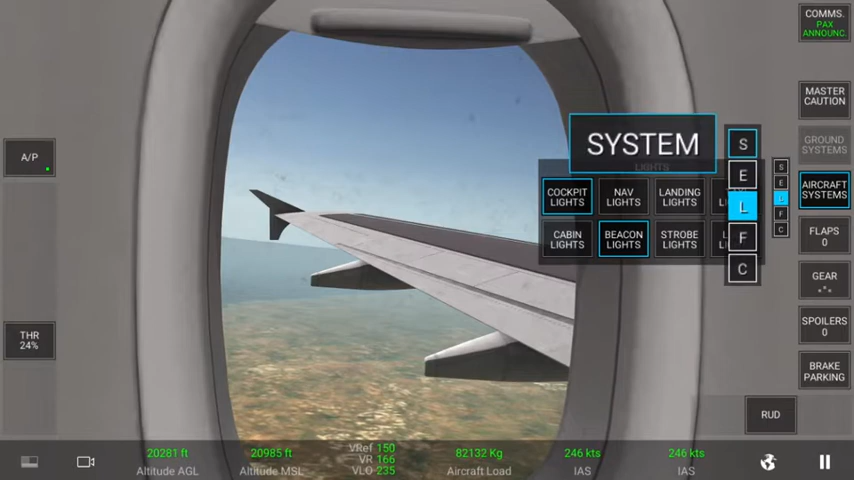 COMMS.
PAX
ANNOUNC.
MASTER
CAUTION
GROUND
SYSTEMS
AIRCRAFT
SYSTEMS
FLAPS
0
GEAR
SPOILERS
0
BRAKE
PARKING
RUD
A/P
THR
24%
SYSTEM
LIGHTS
COCKPIT
LIGHTS
NAV
LIGHTS
LANDING
LIGHTS
CABIN
LIGHTS
BEACON
LIGHTS
STROBE
LIGHTS
S
E
L
F
C
S
E
L
F
C
20281 ft
Altitude AGL
20985 ft
Altitude MSL
VRef 150
VR 166
VLO 235
82132 Kg
Aircraft Load
246 kts
IAS
246 kts
IAS